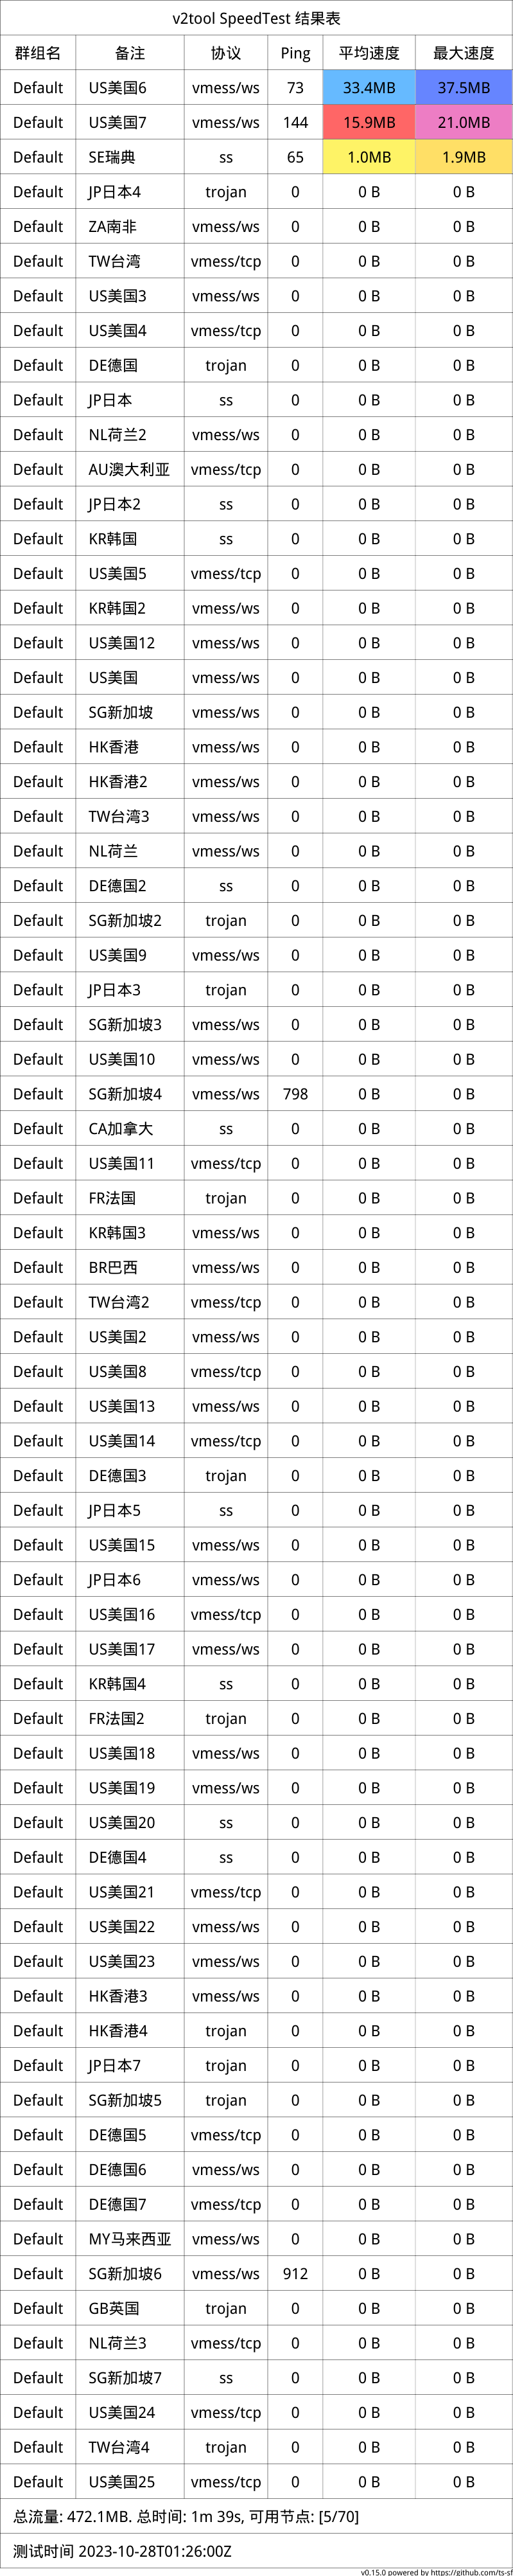 v2tool SpeedTest 结果表
群组名 备注 协议 Ping 平均速度 最大速度
Default US美国6 vmess/ws 73 33.4MB 37.5MB
Default US美国7 vmess/ws 144 15.9MB 21.0MB
Default SE瑞典 ss 65 1.0MB 1.9MB
Default JP日本4 trojan 0 0 B 0 B
Default ZA南非 vmess/ws 0 0 B 0 B
Default TW台湾 vmess/tcp 0 0 B 0 B
Default US美国3 vmess/ws 0 0 B 0 B
Default US美国4 vmess/tcp 0 0 B 0 B
Default DE德国 trojan 0 0 B 0 B
Default JP日本 ss 0 0 B 0 B
Default NL荷兰2 vmess/ws 0 0 B 0 B
Default AU澳大利亚 vmess/tcp 0 0 B 0 B
Default JP日本2 ss 0 0 B 0 B
Default KR韩国 ss 0 0 B 0 B
Default US美国5 vmess/tcp 0 0 B 0 B
Default KR韩国2 vmess/ws 0 0 B 0 B
Default US美国12 vmess/ws 0 0 B 0 B
Default US美国 vmess/ws 0 0 B 0 B
Default SG新加坡 vmess/ws 0 0 B 0 B
Default HK香港 vmess/ws 0 0 B 0 B
Default HK香港2 vmess/ws 0 0 B 0 B
Default TW台湾3 vmess/ws 0 0 B 0 B
Default NL荷兰 vmess/ws 0 0 B 0 B
Default DE德国2 ss 0 0 B 0 B
Default SG新加坡2 trojan 0 0 B 0 B
Default US美国9 vmess/ws 0 0 B 0 B
Default JP日本3 trojan 0 0 B 0 B
Default SG新加坡3 vmess/ws 0 0 B 0 B
Default US美国10 vmess/ws 0 0 B 0 B
Default SG新加坡4 vmess/ws 798 0 B 0 B
Default CA加拿大 ss 0 0 B 0 B
Default US美国11 vmess/tcp 0 0 B 0 B
Default FR法国 trojan 0 0 B 0 B
Default KR韩国3 vmess/ws 0 0 B 0 B
Default BR巴西 vmess/ws 0 0 B 0 B
Default TW台湾2 vmess/tcp 0 0 B 0 B
Default US美国2 vmess/ws 0 0 B 0 B
Default US美国8 vmess/tcp 0 0 B 0 B
Default US美国13 vmess/ws 0 0 B 0 B
Default US美国14 vmess/tcp 0 0 B 0 B
Default DE德国3 trojan 0 0 B 0 B
Default JP日本5 ss 0 0 B 0 B
Default US美国15 vmess/ws 0 0 B 0 B
Default JP日本6 vmess/ws 0 0 B 0 B
Default US美国16 vmess/tcp 0 0 B 0 B
Default US美国17 vmess/ws 0 0 B 0 B
Default KR韩国4 ss 0 0 B 0 B
Default FR法国2 trojan 0 0 B 0 B
Default US美国18 vmess/ws 0 0 B 0 B
Default US美国19 vmess/ws 0 0 B 0 B
Default US美国20 ss 0 0 B 0 B
Default DE德国4 ss 0 0 B 0 B
Default US美国21 vmess/tcp 0 0 B 0 B
Default US美国22 vmess/ws 0 0 B 0 B
Default US美国23 vmess/ws 0 0 B 0 B
Default HK香港3 vmess/ws 0 0 B 0 B
Default HK香港4 trojan 0 0 B 0 B
Default JP日本7 trojan 0 0 B 0 B
Default SG新加坡5 trojan 0 0 B 0 B
Default DE德国5 vmess/tcp 0 0 B 0 B
Default DE德国6 vmess/ws 0 0 B 0 B
Default DE德国7 vmess/tcp 0 0 B 0 B
Default MY马来西亚 vmess/ws 0 0 B 0 B
Default SG新加坡6 vmess/ws 912 0 B 0 B
Default GB英国 trojan 0 0 B 0 B
Default NL荷兰3 vmess/tcp 0 0 B 0 B
Default SG新加坡7 ss 0 0 B 0 B
Default US美国24 vmess/tcp 0 0 B 0 B
Default TW台湾4 trojan 0 0 B 0 B
Default US美国25 vmess/tcp 0 0 B 0 B
总流量: 472.1MB. 总时间: 1m 39s, 可用节点: [5/70]
测试时间 2023-10-28T01:26:00Z
v0.15.0 powered by https://github.com/ts-sf